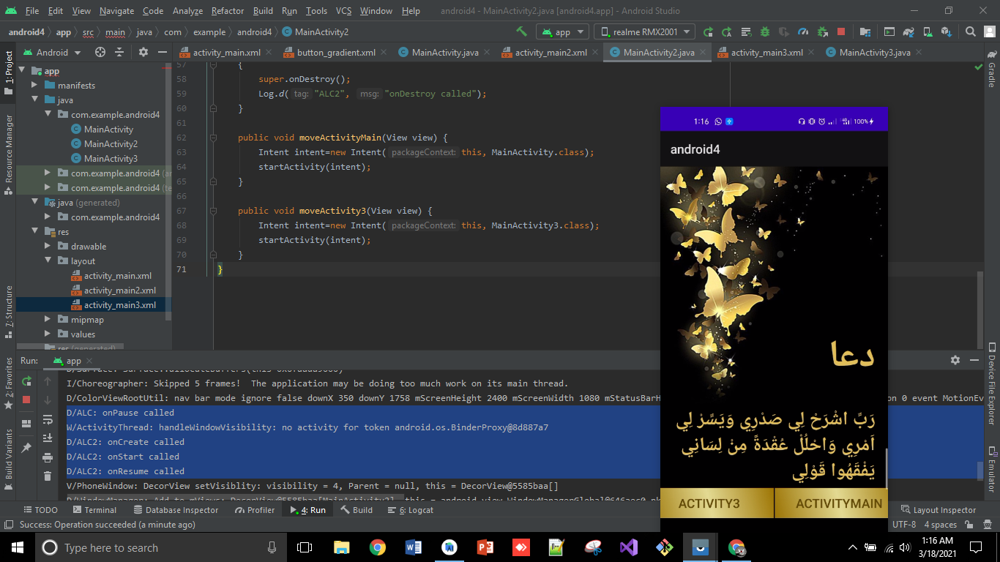 File Edit View Navigate Code Analyze Refactor Build Run Tools VCS Window Help android4 - MainActivity2.java [android4.app] - Android Studio
android4 app src main java com example android4 MainActivity2 app realme RMX2001
1: Project
Resource Manager
7: Structure
2: Favorites
Build Variants
Android
app
manifests
java
com.example.android4
MainActivity
MainActivity2
MainActivity3
com.example.android4
com.example.android4
java (generated)
com.example.android4
res
drawable
layout
activity_main.xml
activity_main2.xml
activity_main3.xml
mipmap
values
res (generated)
activity_main.xml button_gradient.xml MainActivity.java activity_main2.xml MainActivity2.java activity_main3.xml MainActivity3.java
57 {
58 super.onDestroy();
59 Log.d( tag: "ALC2", msg: "onDestroy called");
60 }
61
62 public void moveActivityMain(View view) {
63 Intent intent=new Intent( packageContext: this, MainActivity.class);
64 startActivity(intent);
65 }
66
67 public void moveActivity3(View view) {
68 Intent intent=new Intent( packageContext: this, MainActivity3.class);
69 startActivity(intent);
70 }
71 }
Gradle
Device File Explorer
Emulator
1:16 4G 100%
android4
دعا
رَبِّ اشْرَحْ لِي صَدْرِي وَيَسِّرْ لِي
اَمْرِي وَاحْلُلْ عُقْدَةً مِنْ لِسَانِي
يَفْقَهُوا قَوْلِي
ACTIVITY3 ACTIVITYMAIN
Run: app
I/Choreographer: Skipped 5 frames! The application may be doing too much work on its main thread.
D/ColorViewRootUtil: nav bar mode ignore false downX 350 downY 1758 mScreenHeight 2400 mScreenWidth 1080 mStatusBarH on 0 event MotionEv
D/ALC: onPause called
W/ActivityThread: handleWindowVisibility: no activity for token android.os.BinderProxy@8d887a7
D/ALC2: onCreate called
D/ALC2: onStart called
D/ALC2: onResume called
V/PhoneWindow: DecorView setVisiblity: visibility = 4, Parent = null, this = DecorView@5585baa[]
TODO Terminal Database Inspector Profiler 4: Run Build 6: Logcat Layout Inspector
Success: Operation succeeded (a minute ago) UTF-8 4 spaces
Type here to search
1:16 AM
3/18/2021